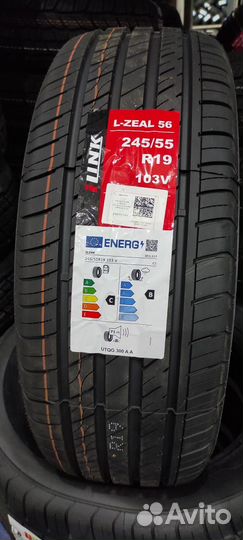 L-ZEAL 56
245/55
R19
103V
iLINK
ENERG
C
B
UTQG 300 A A
R19
Avito